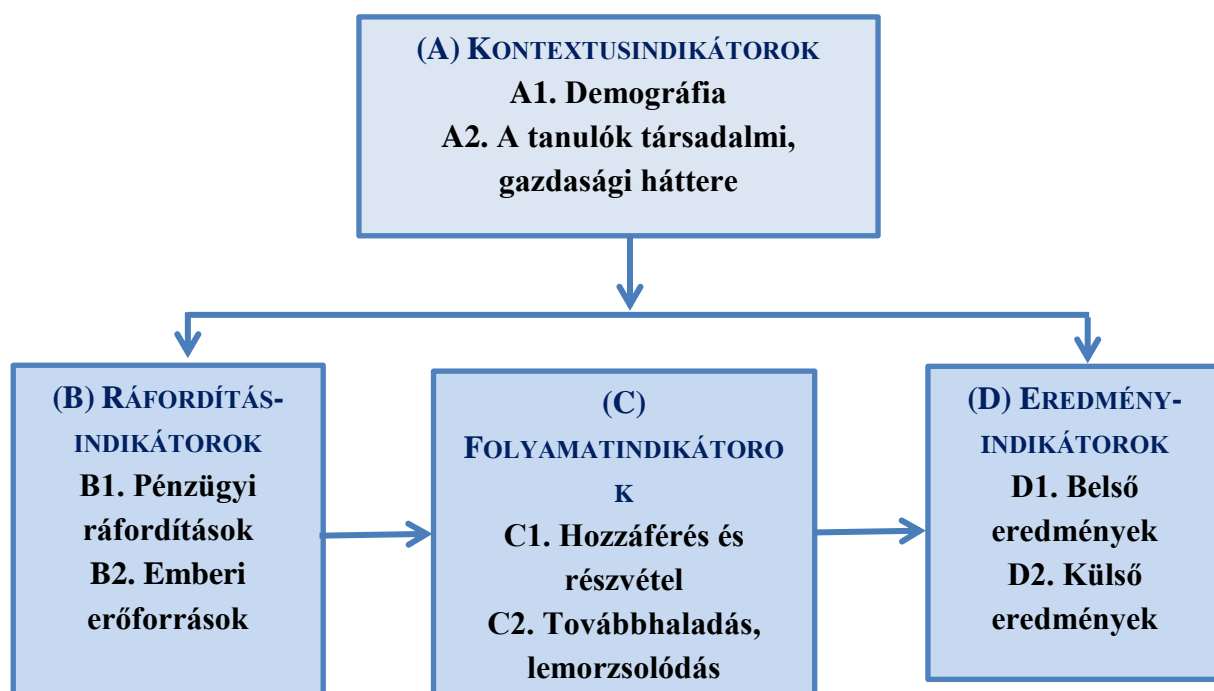 (A) KONTEXTUSINDIKÁTOROK
A1. Demográfia
A2. A tanulók társadalmi,
gazdasági háttere
(B) RÁFORDÍTÁS-
INDIKÁTOROK
B1. Pénzügyi
ráfordítások
B2. Emberi
erőforrások
(C)
FOLYAMATINDIKÁTORO
K
C1. Hozzáférés és
részvétel
C2. Továbbhaladás,
lemorzsolódás
(D) EREDMÉNY-
INDIKÁTOROK
D1. Belső
eredmények
D2. Külső
eredmények